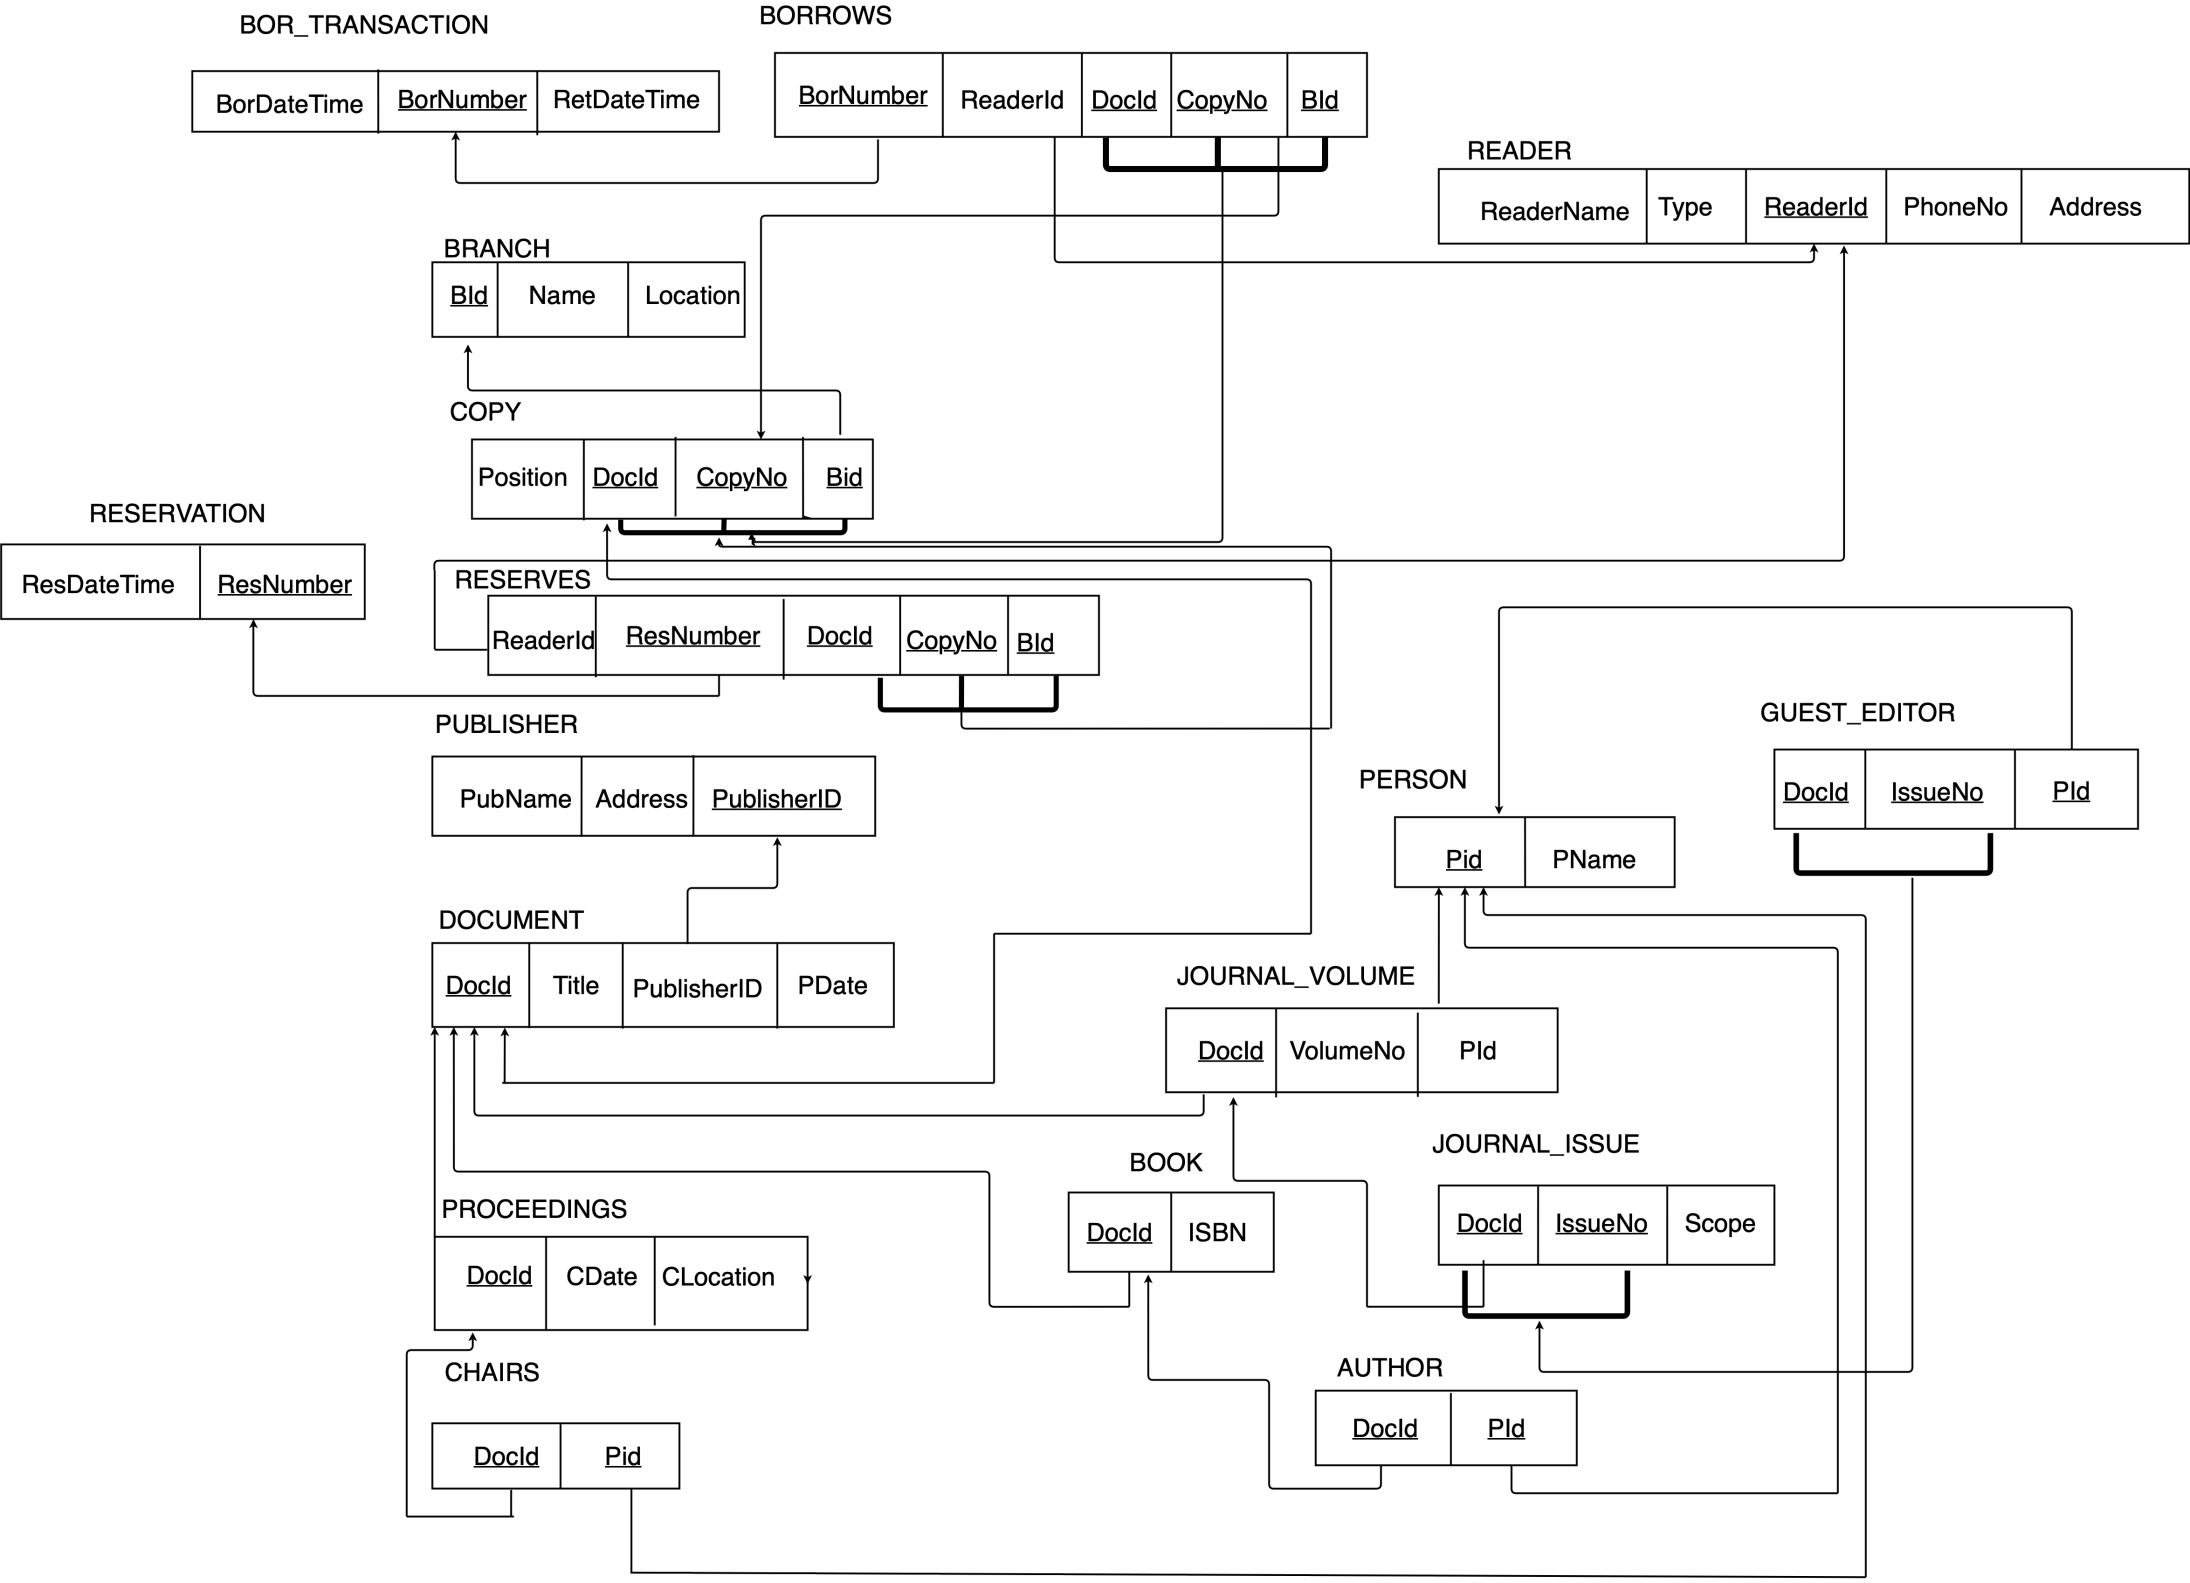 BOR_TRANSACTION
BorDateTime BorNumber RetDateTime
BORROWS
BorNumber ReaderId DocId CopyNo BId
READER
ReaderName Type ReaderId PhoneNo Address
BRANCH
BId Name Location
COPY
Position DocId CopyNo Bid
RESERVATION
ResDateTime ResNumber
RESERVES
ReaderId ResNumber DocId CopyNo BId
PUBLISHER
PubName Address PublisherID
GUEST_EDITOR
DocId IssueNo PId
PERSON
Pid PName
DOCUMENT
DocId Title PublisherID PDate
JOURNAL_VOLUME
DocId VolumeNo PId
JOURNAL_ISSUE
DocId IssueNo Scope
BOOK
DocId ISBN
PROCEEDINGS
DocId CDate CLocation
CHAIRS
DocId Pid
AUTHOR
DocId PId